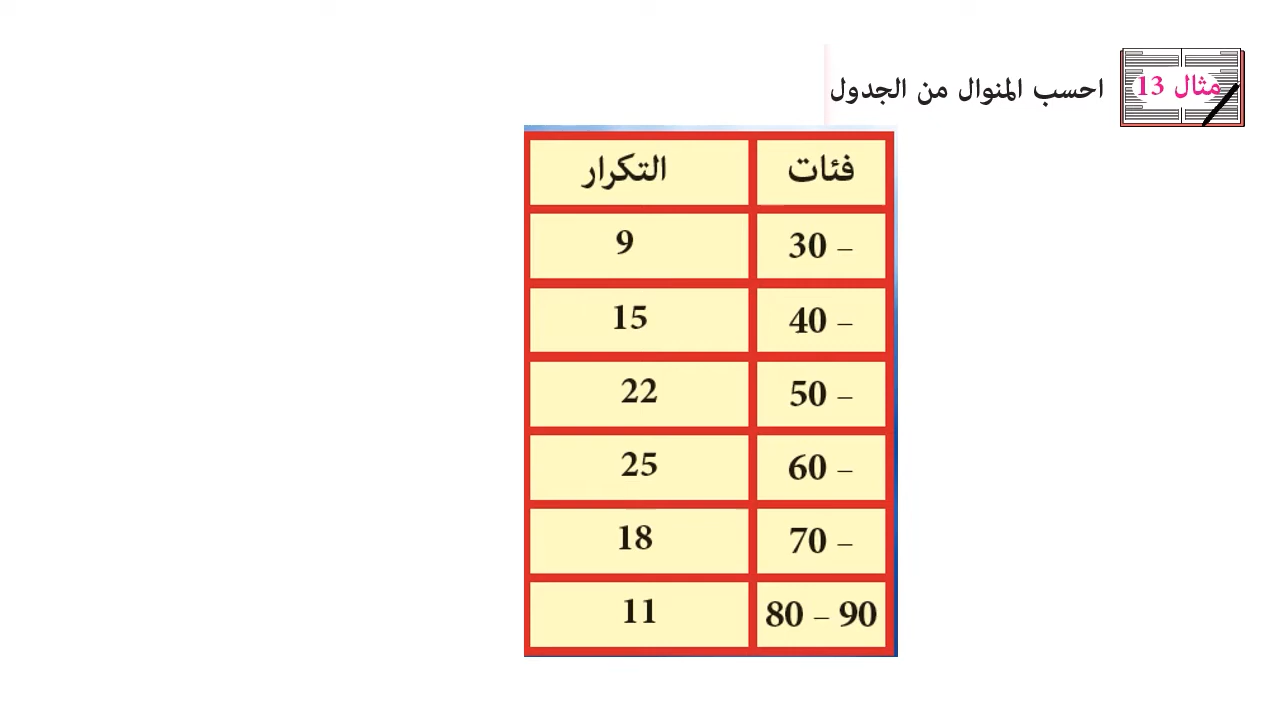 مثال 13
احسب المنوال من الجدول
فئات التكرار
30 – 9
40 – 15
50 – 22
60 – 25
70 – 18
80 – 90 11